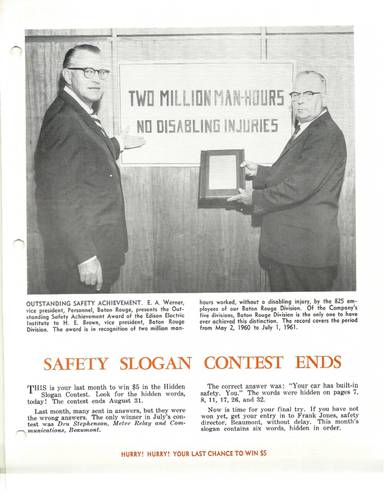 TWO MILLION MAN-HOURS
NO DISABLING INJURIES
OUTSTANDING SAFETY ACHIEVEMENT. E. A. Werner,
vice president, Personnel, Baton Rouge, presents the Out-
standing Safety Achievement Award of the Edison Electric
Institute to H. E. Brown, vice president, Baton Rouge
Division. The award is in recognition of two million man-
hours worked, without a disabling injury, by the 825 em-
ployees of our Baton Rouge Division. Of the Company's
five divisions, Baton Rouge Division is the only one to have
ever achieved this distinction. The record covers the period
from May 2, 1960 to July 1, 1961.
SAFETY SLOGAN CONTEST ENDS
THIS is your last month to win $5 in the Hidden
Slogan Contest. Look for the hidden words,
today! The contest ends August 31.
Last month, many sent in answers, but they were
the wrong answers. The only winner in July's con-
test was Dru Stephenson, Meter Relay and Com-
munications, Beaumont.
The correct answer was: "Your car has built-in
safety. You." The words were hidden on pages 7,
8, 11, 17, 26, and 32.
Now is time for your final try. If you have not
won yet, get your entry in to Frank Jones, safety
director, Beaumont, without delay. This month's
slogan contains six words, hidden in order.
HURRY! HURRY! YOUR LAST CHANCE TO WIN $5